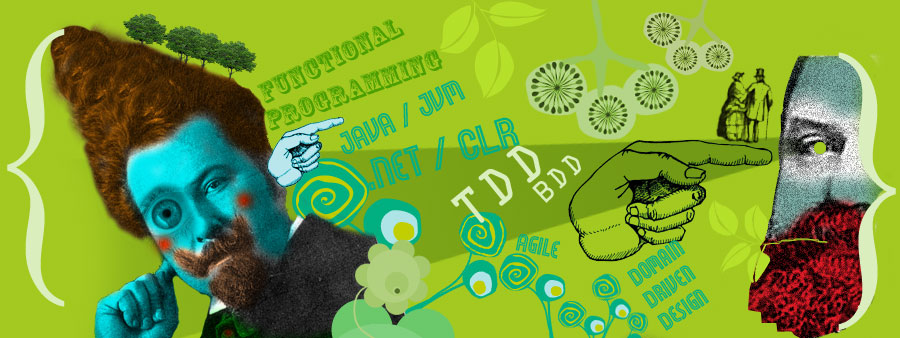 FUNCTIONAL
PROGRAMMING
JAVA / JVM
.NET / CLR
TDD
BDD
AGILE
DOMAIN
DRIVEN
DESIGN